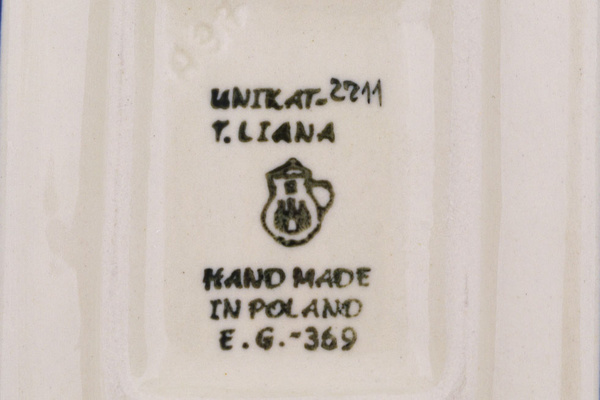 UNIKAT-2211
T. LIANA
HAND MADE
IN POLAND
E.G.-369